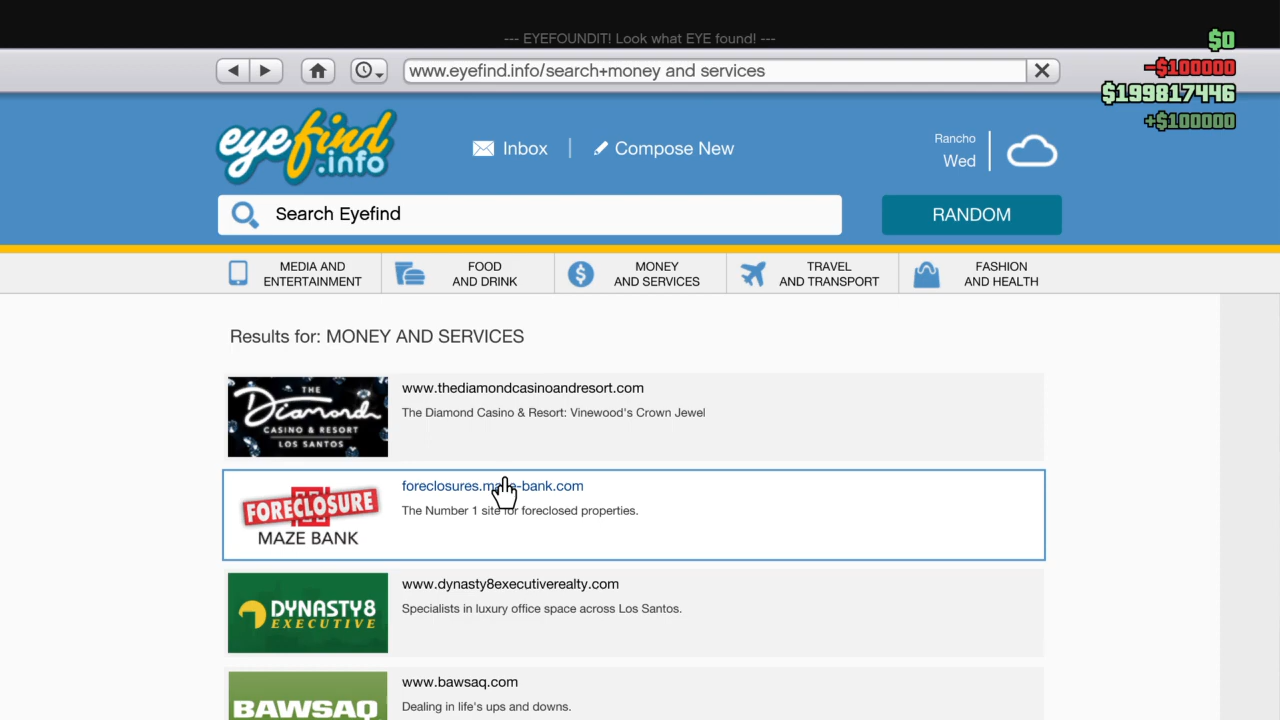 --- EYEFOUNDIT! Look what EYE found! ---
$0
-$100000
$199817446
+$100000
www.eyefind.info/search+money and services
eyefind
.info
Inbox
Compose New
Rancho
Wed
Search Eyefind
RANDOM
MEDIA AND
ENTERTAINMENT
FOOD
AND DRINK
MONEY
AND SERVICES
TRAVEL
AND TRANSPORT
FASHION
AND HEALTH
Results for: MONEY AND SERVICES
THE
Diamond
CASINO & RESORT
LOS SANTOS
www.thediamondcasinoandresort.com
The Diamond Casino & Resort: Vinewood's Crown Jewel
FORECLOSURE
MAZE BANK
foreclosures.maze-bank.com
The Number 1 site for foreclosed properties.
DYNASTY8
EXECUTIVE
www.dynasty8executiverealty.com
Specialists in luxury office space across Los Santos.
BAWSAQ
www.bawsaq.com
Dealing in life's ups and downs.